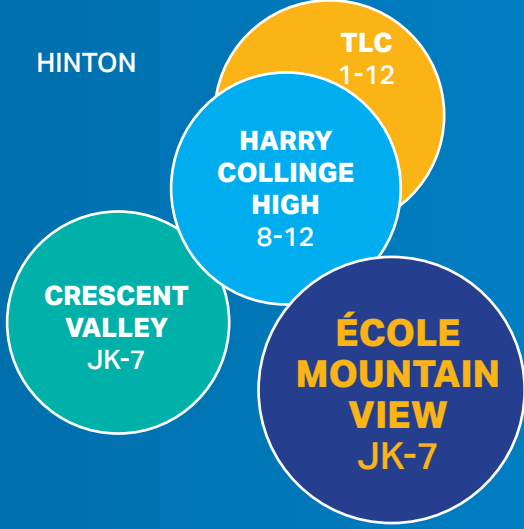 HINTON
TLC
1-12
HARRY
COLLINGE
HIGH
8-12
CRESCENT
VALLEY
JK-7
ÉCOLE
MOUNTAIN
VIEW
JK-7